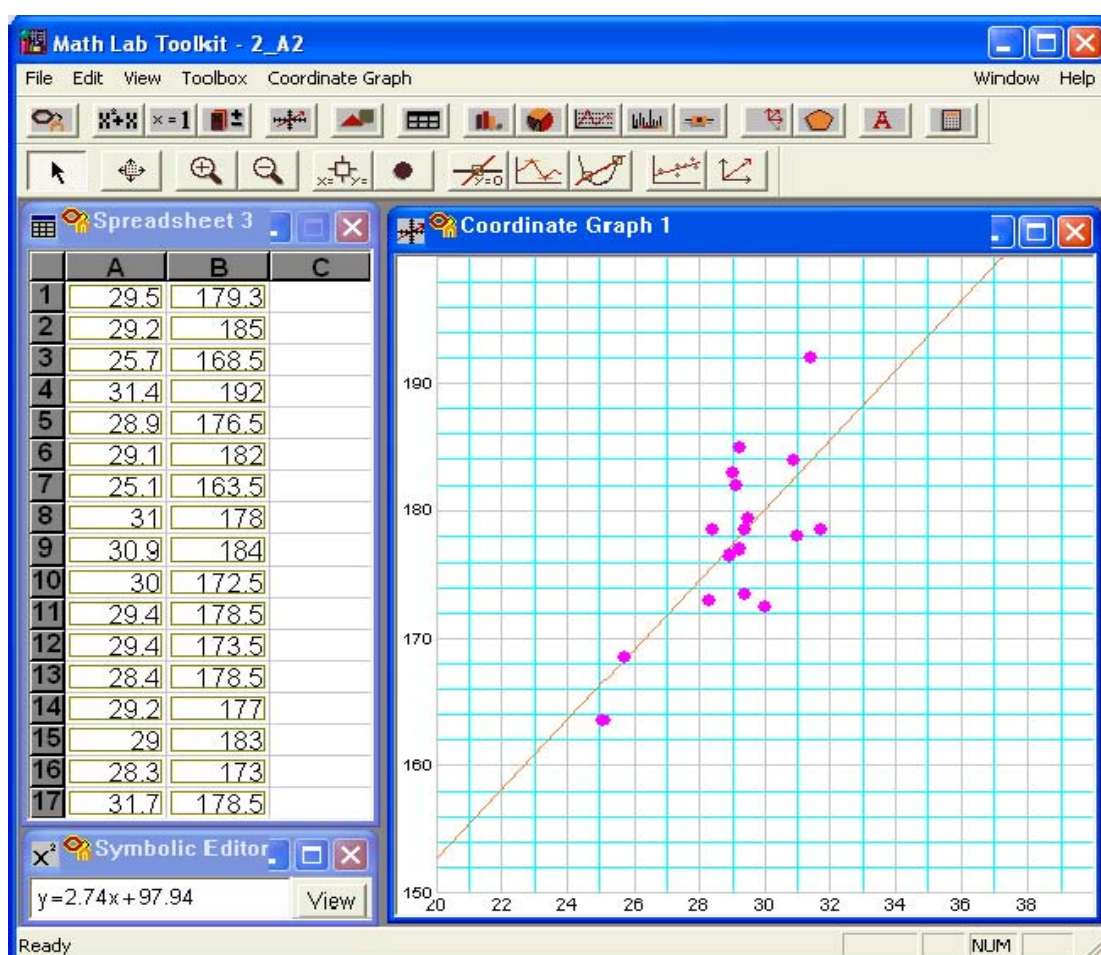 Math Lab Toolkit - 2_A2
File Edit View Toolbox Coordinate Graph Window Help
Spreadsheet 3
A B C
1 29.5 179.3
2 29.2 185
3 25.7 168.5
4 31.4 192
5 28.9 176.5
6 29.1 182
7 25.1 163.5
8 31 178
9 30.9 184
10 30 172.5
11 29.4 178.5
12 29.4 173.5
13 28.4 178.5
14 29.2 177
15 29 183
16 28.3 173
17 31.7 178.5
Symbolic Editor
y=2.74x+97.94 View
Coordinate Graph 1
190
180
170
160
150
20 22 24 26 28 30 32 34 36 38
Ready NUM